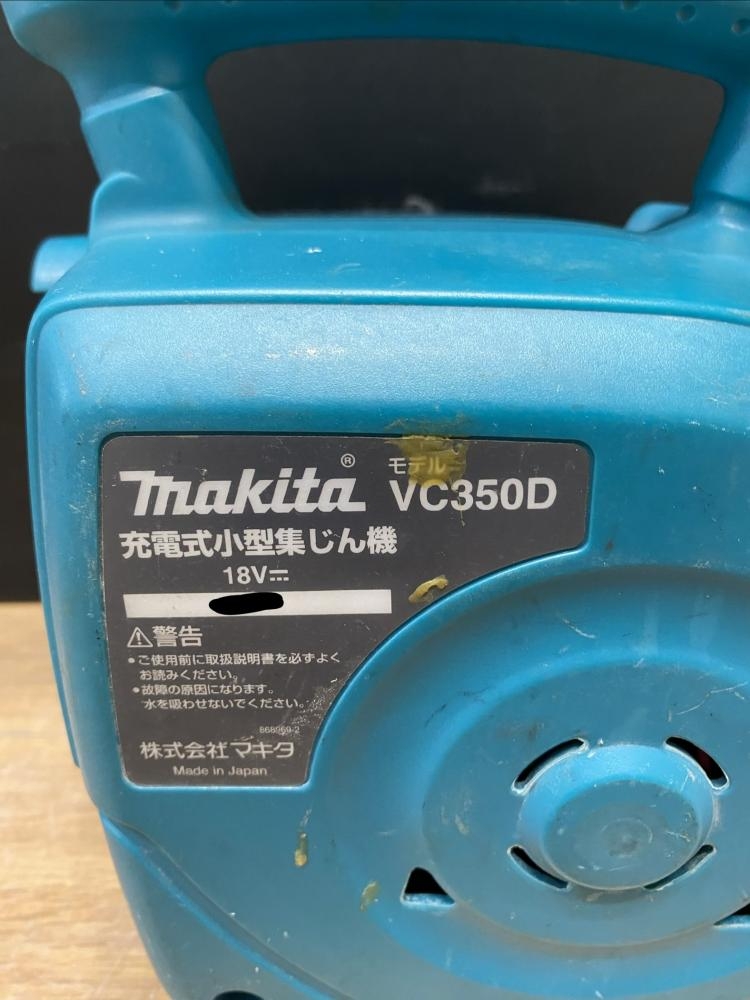 makita®
モデル
VC350D
充電式小型集じん機
18V⎓
⚠警告
•ご使用前に取扱説明書を必ずよく
お読みください。
•故障の原因になります。
水を吸わせないでください。
868969-2
株式会社マキタ
Made in Japan